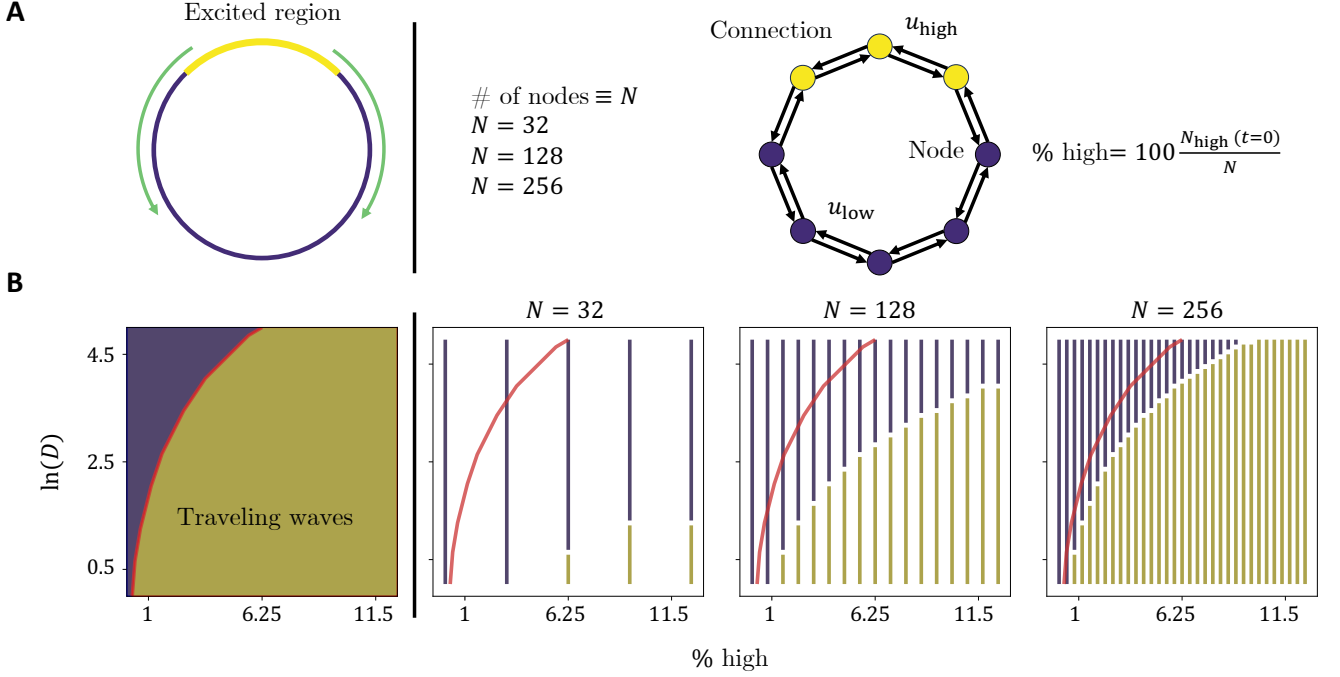 A
Excited region
# of nodes ≡ N
N = 32
N = 128
N = 256
Connection
u_high
Node
u_low
% high= 100 N_high (t=0) / N
B
N = 32
N = 128
N = 256
ln(D)
4.5
2.5
0.5
Traveling waves
1 6.25 11.5
1 6.25 11.5
1 6.25 11.5
1 6.25 11.5
% high